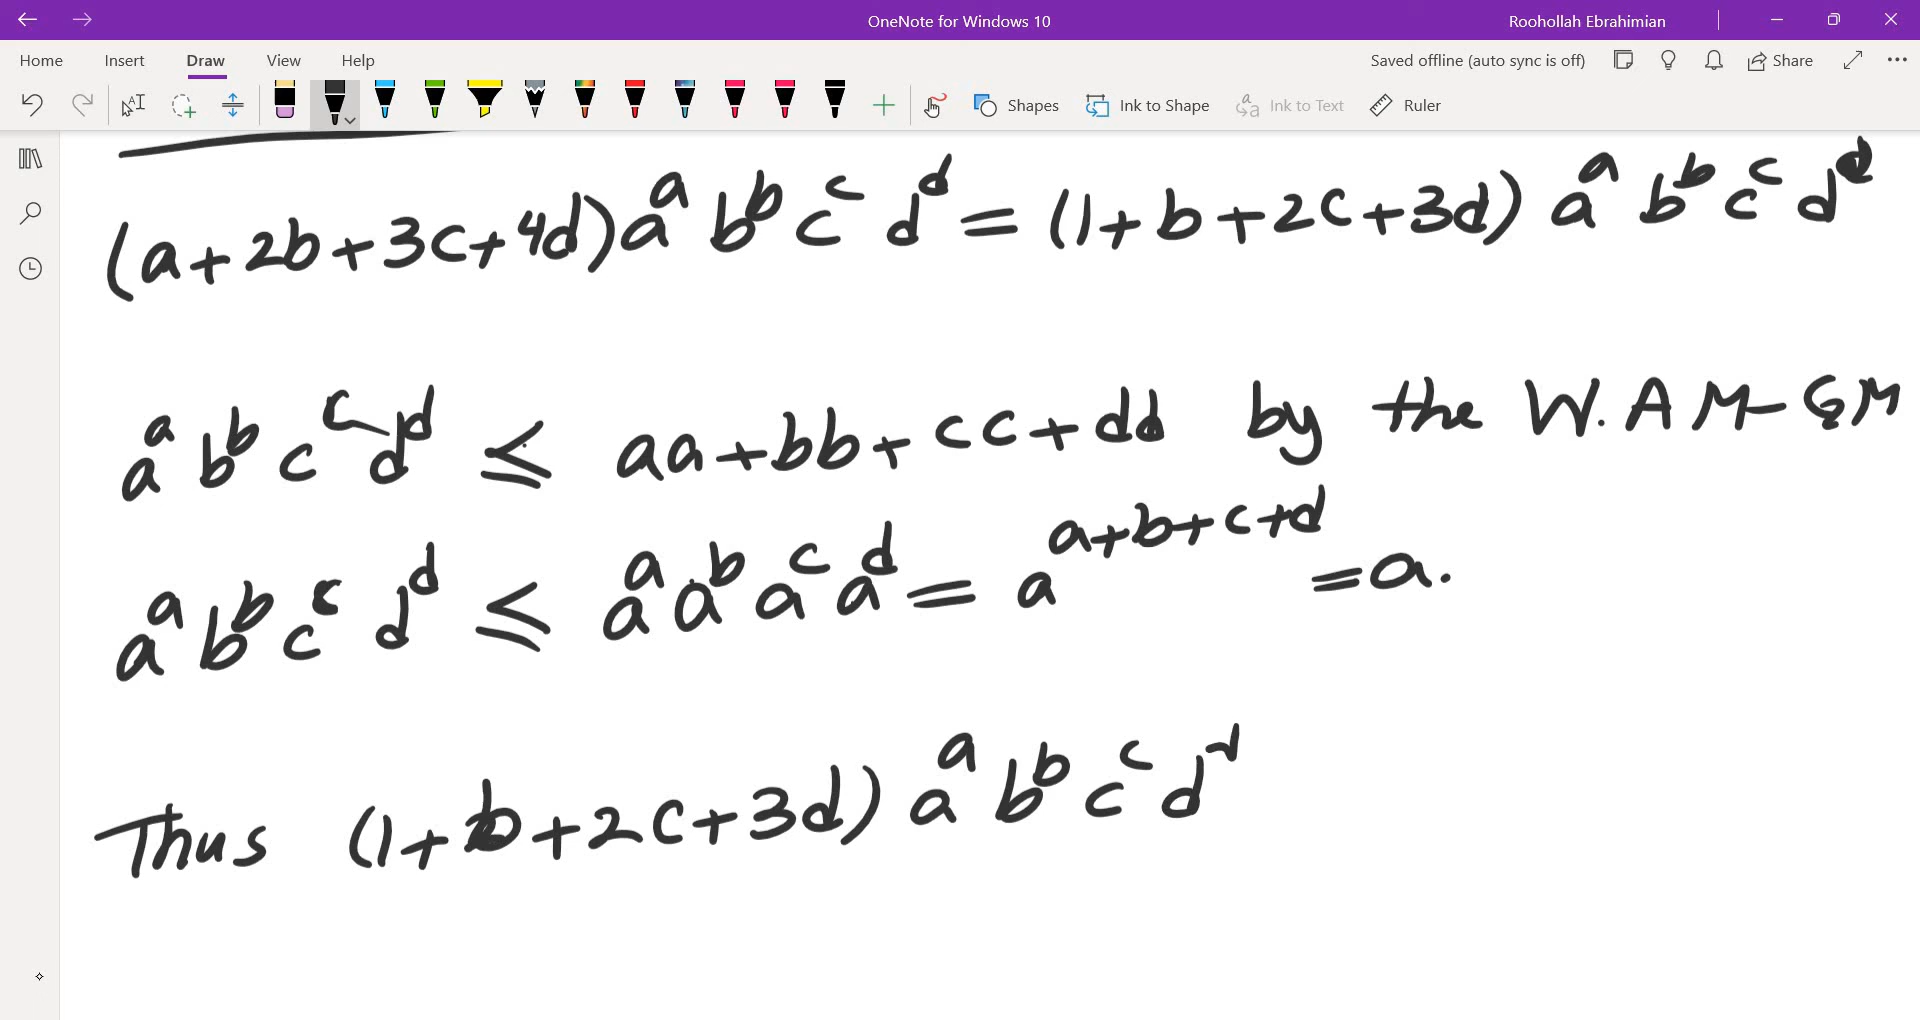 OneNote for Windows 10
Roohollah Ebrahimian
Home Insert Draw View Help
Saved offline (auto sync is off) Share
Shapes Ink to Shape Ink to Text Ruler
(a+2b+3c+4d)a^a b^b c^c d^d = (1+b+2c+3d) a^a b^b c^c d^d
a^a b^b c^c d^d ≤ aa+bb+cc+dd by the W.AM-GM
a^a b^b c^c d^d ≤ a^a a^b a^c a^d = a^{a+b+c+d} = a.
Thus (1+b+2c+3d) a^a b^b c^c d^d